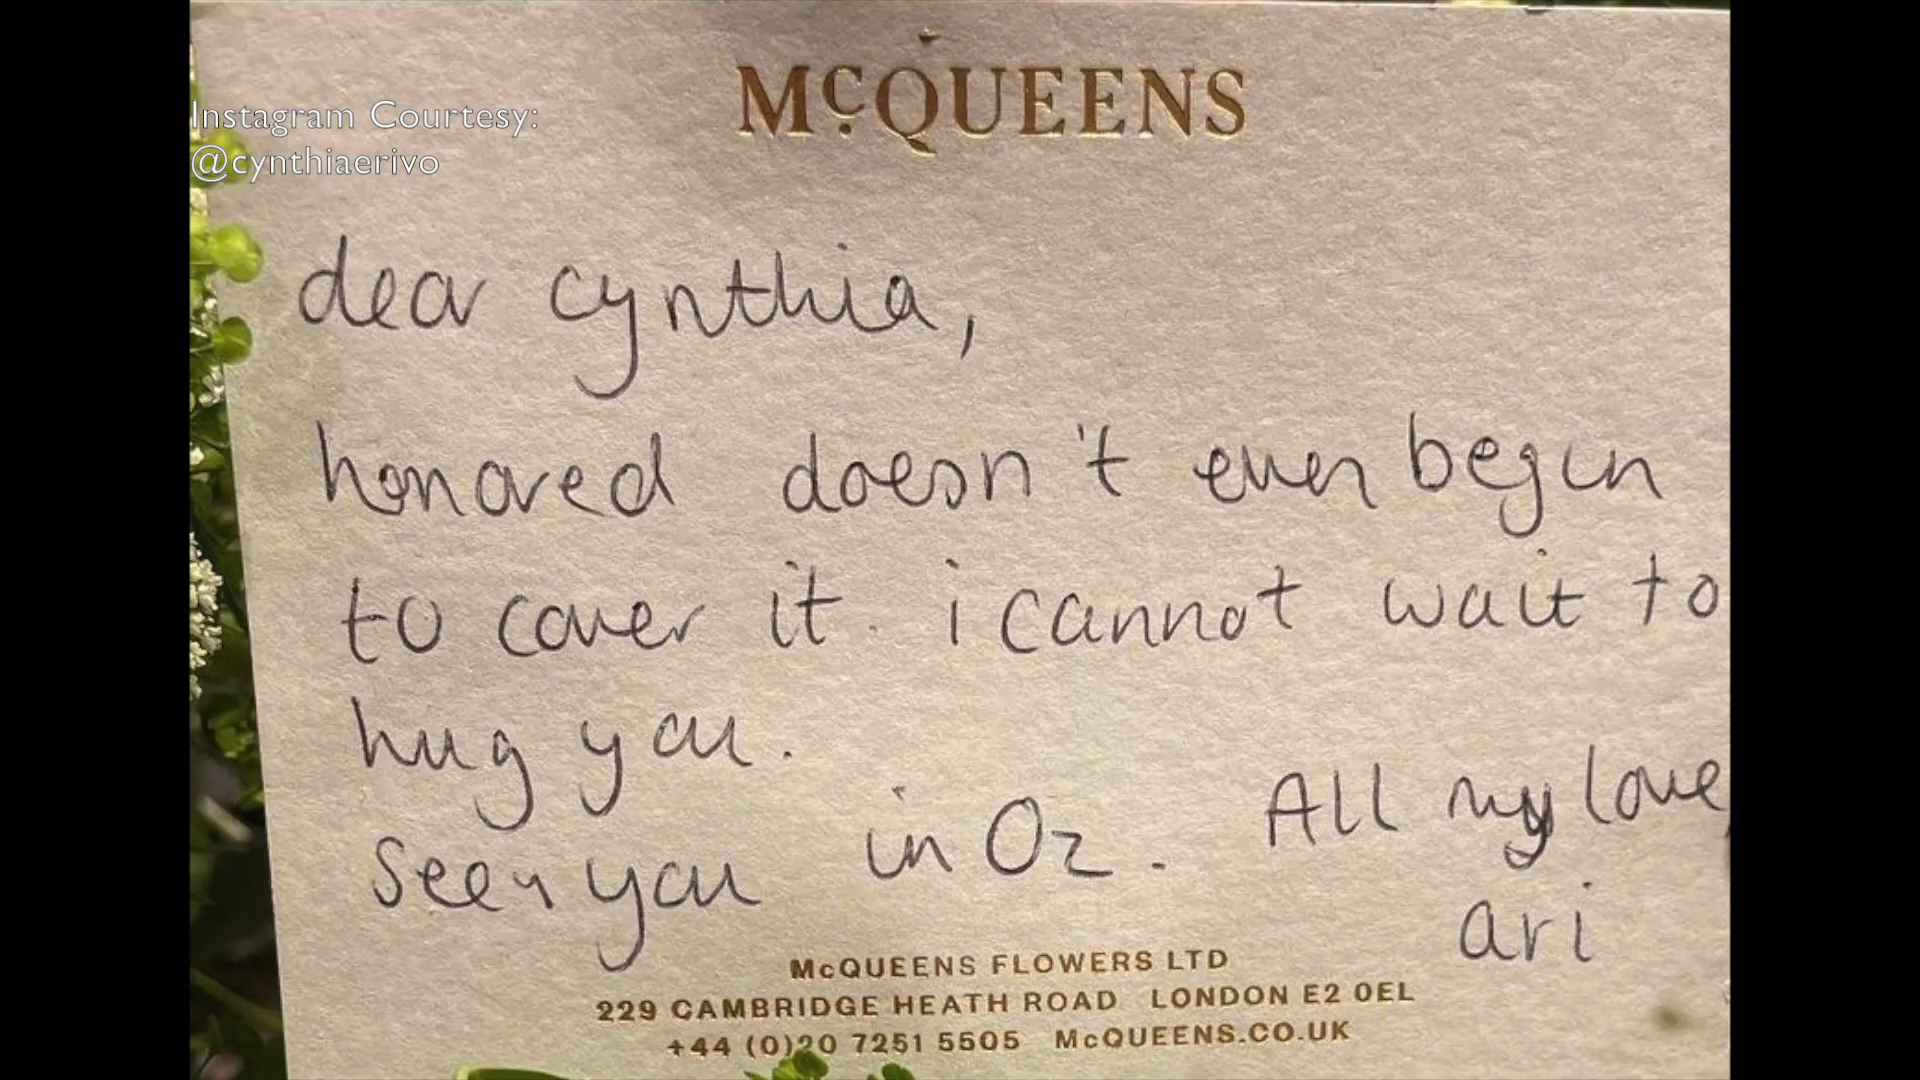 McQUEENS
Instagram Courtesy:
@cynthiaerivo
dear cynthia,
honored doesn't even begin
to cover it. i cannot wait to
hug you.
see you in Oz. All my love,
ari
McQUEENS FLOWERS LTD
229 CAMBRIDGE HEATH ROAD LONDON E2 0EL
+44 (0)20 7251 5505 McQUEENS.CO.UK